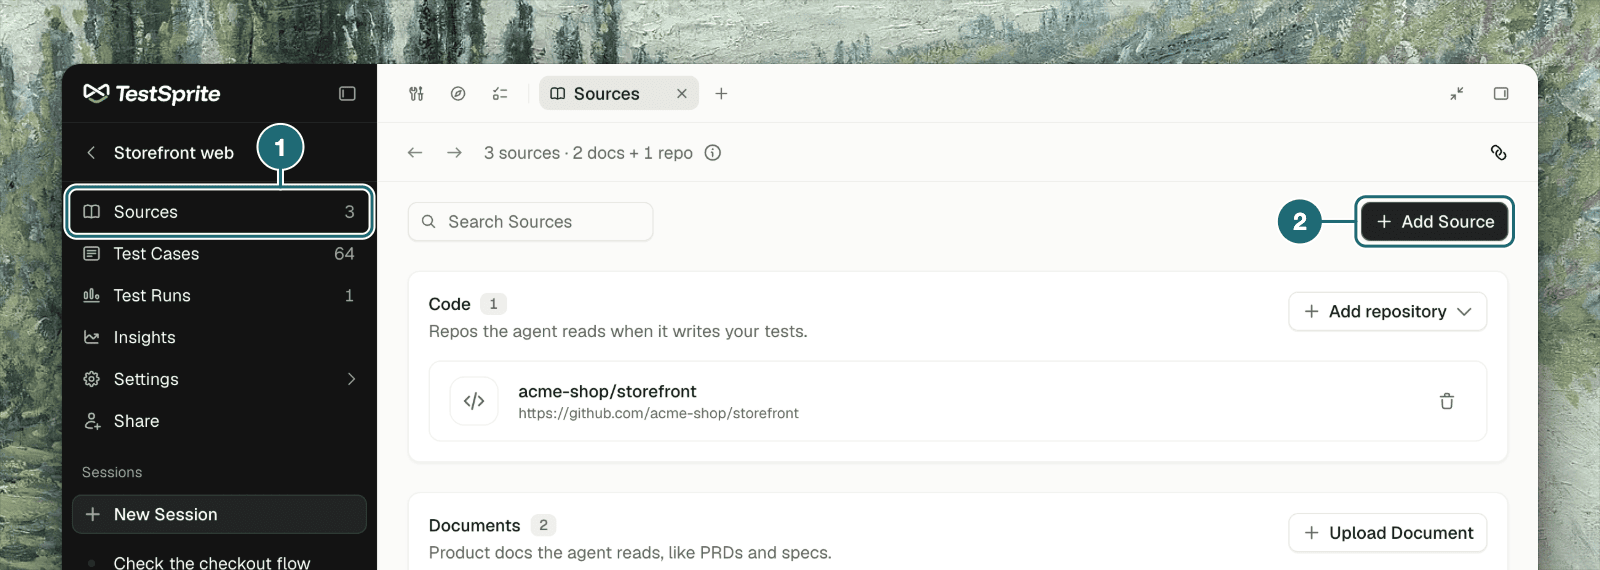 TestSprite
Sources
Storefront web
1
3 sources · 2 docs + 1 repo
Sources 3
Search Sources
2
Add Source
Test Cases 64
Test Runs 1
Insights
Settings
Share
Sessions
New Session
Check the checkout flow
Code 1
Repos the agent reads when it writes your tests.
Add repository
acme-shop/storefront
https://github.com/acme-shop/storefront
Documents 2
Product docs the agent reads, like PRDs and specs.
Upload Document